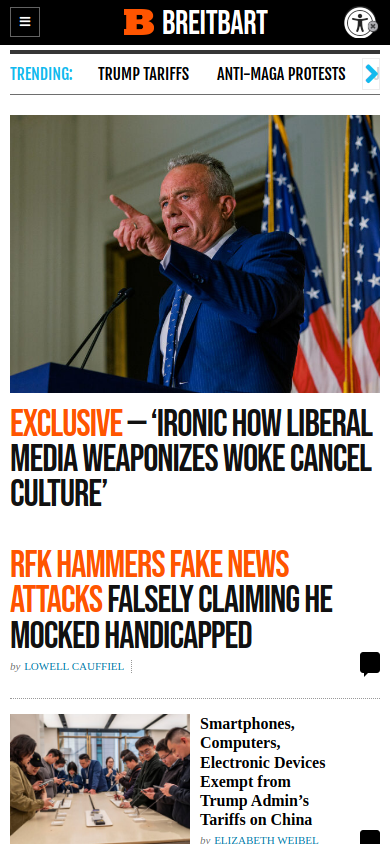 BREITBART
TRENDING:
TRUMP TARIFFS
ANTI-MAGA PROTESTS
EXCLUSIVE — ‘IRONIC HOW LIBERAL
MEDIA WEAPONIZES WOKE CANCEL
CULTURE’
RFK HAMMERS FAKE NEWS
ATTACKS FALSELY CLAIMING HE
MOCKED HANDICAPPED
by LOWELL CAUFFIEL
Smartphones,
Computers,
Electronic Devices
Exempt from
Trump Admin’s
Tariffs on China
by ELIZABETH WEIBEL